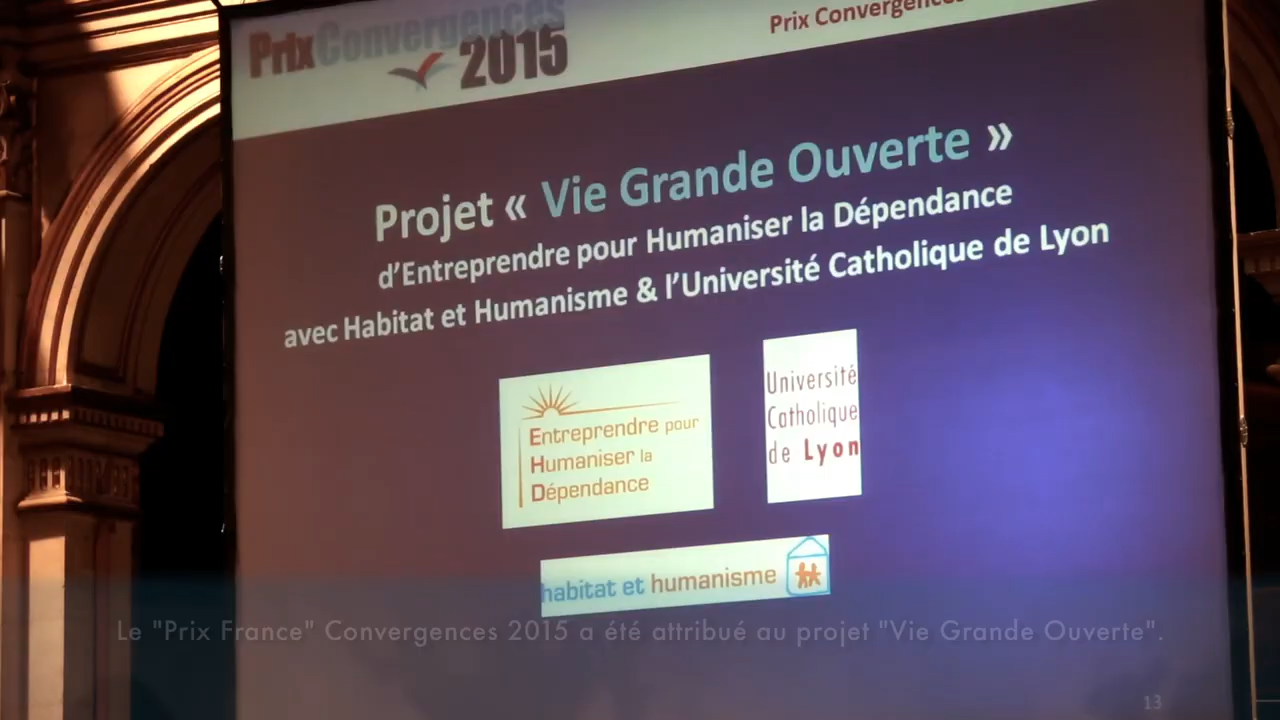 PrixConvergences
2015
Prix Convergences
Projet « Vie Grande Ouverte »
d'Entreprendre pour Humaniser la Dépendance
avec Habitat et Humanisme & l'Université Catholique de Lyon
Entreprendre pour
Humaniser la
Dépendance
Université
Catholique
de Lyon
habitat et humanisme
Le "Prix France" Convergences 2015 a été attribué au projet "Vie Grande Ouverte".
13